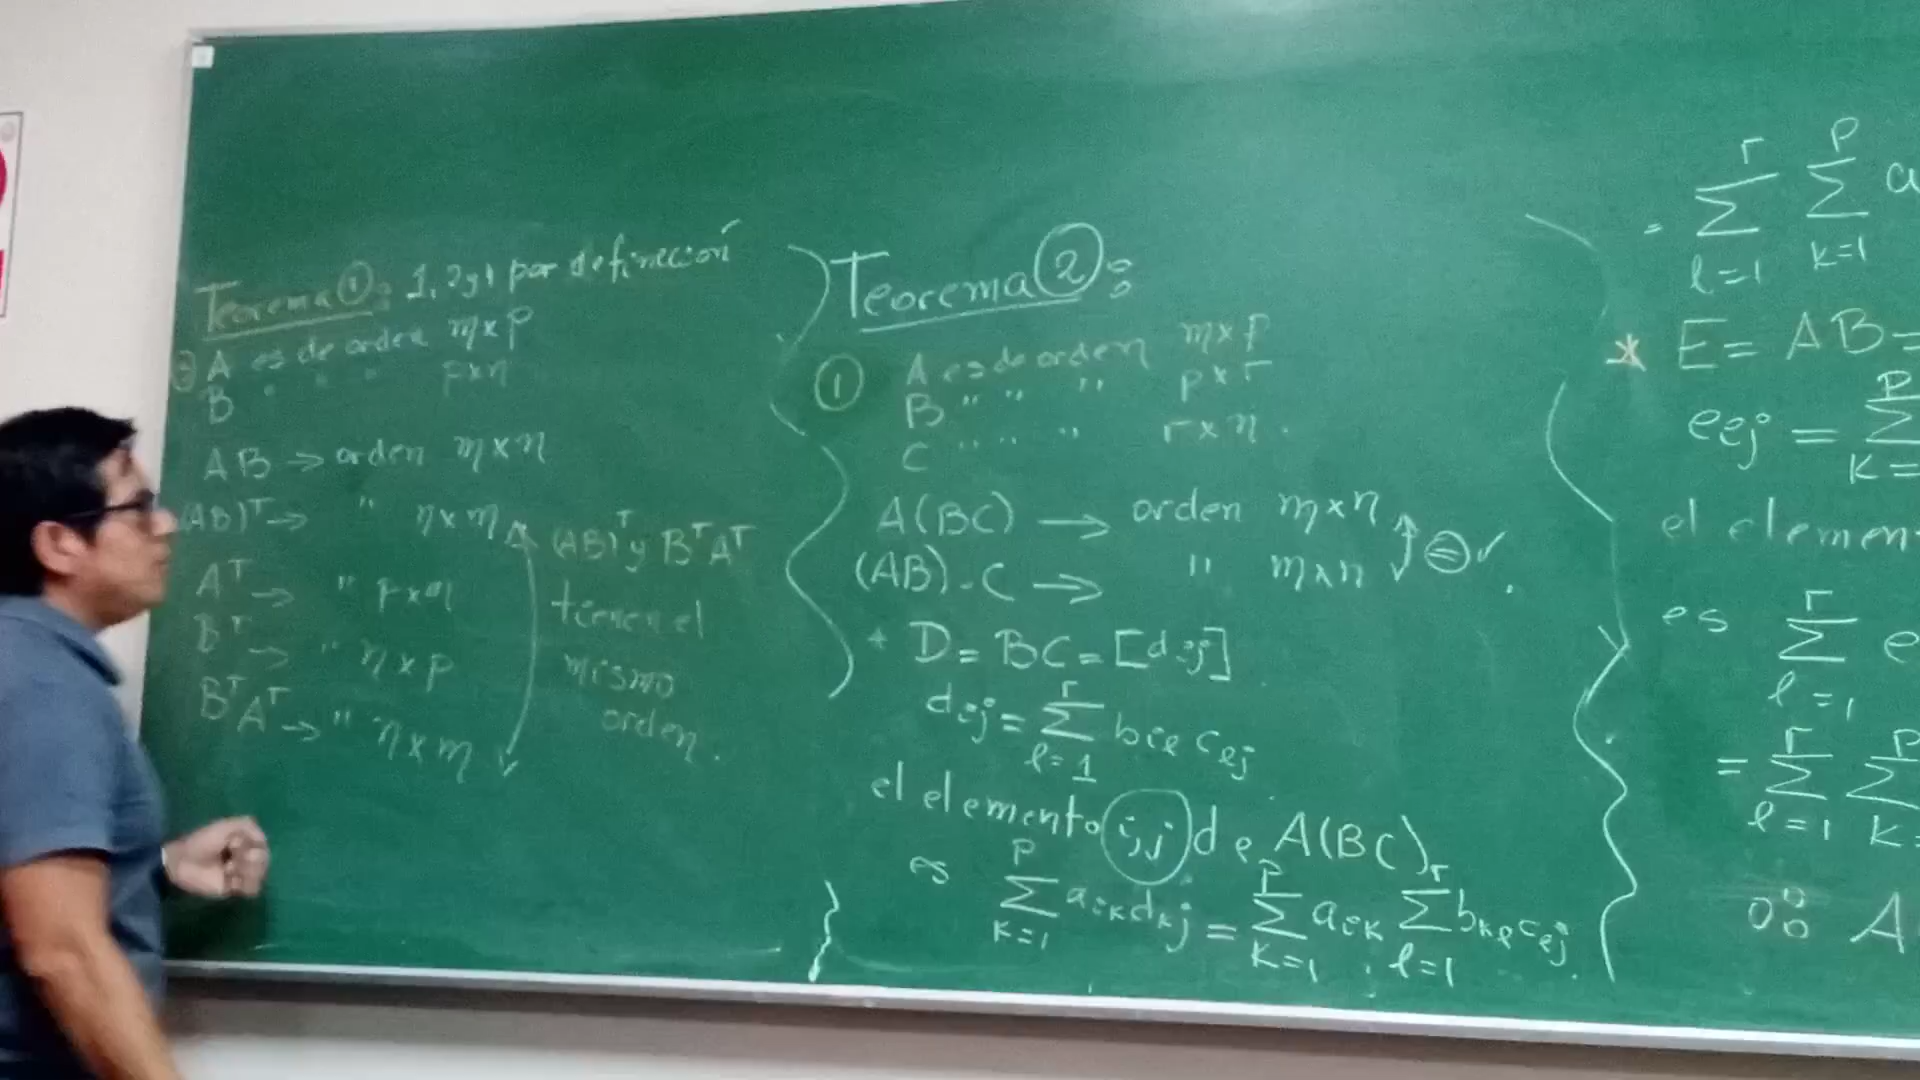 Teorema ①: 1, 2 y 4 por definición
③ A es de orden m×p
B " " " p×n
AB → orden m×n
(AB)ᵀ → " n×m
Aᵀ → " p×m
Bᵀ → " n×p
BᵀAᵀ → " n×m
(AB)ᵀ y BᵀAᵀ
tienen el
mismo
orden.
Teorema ②:
① A es de orden m×p
B " " " p×r
C " " " r×n.
A(BC) → orden m×n
(AB)·C → " m×n
⊜ ✓.
* D = BC = [dij]
dij = Σ r l=1 bil clj
el elemento i,j de A(BC)
es Σ p k=1 aik dkj = Σ p k=1 aik Σ r l=1 bkl clj.
= Σ r l=1 Σ p k=1 a
* E = AB =
eij = Σ p k=
el elemen
es Σ r l=1 e
= Σ r l=1 Σ p k=
∴ A